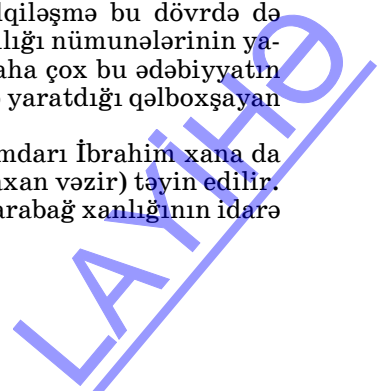 lqiləşmə bu dövrdə də
lığı nümunələrinin ya-
aha çox bu ədəbiyyatın
yaratdığı qəlboxşayan
mdarı İbrahim xana da
xan vəzir) təyin edilir.
arabağ xanlığının idarə
LAYİHƏ